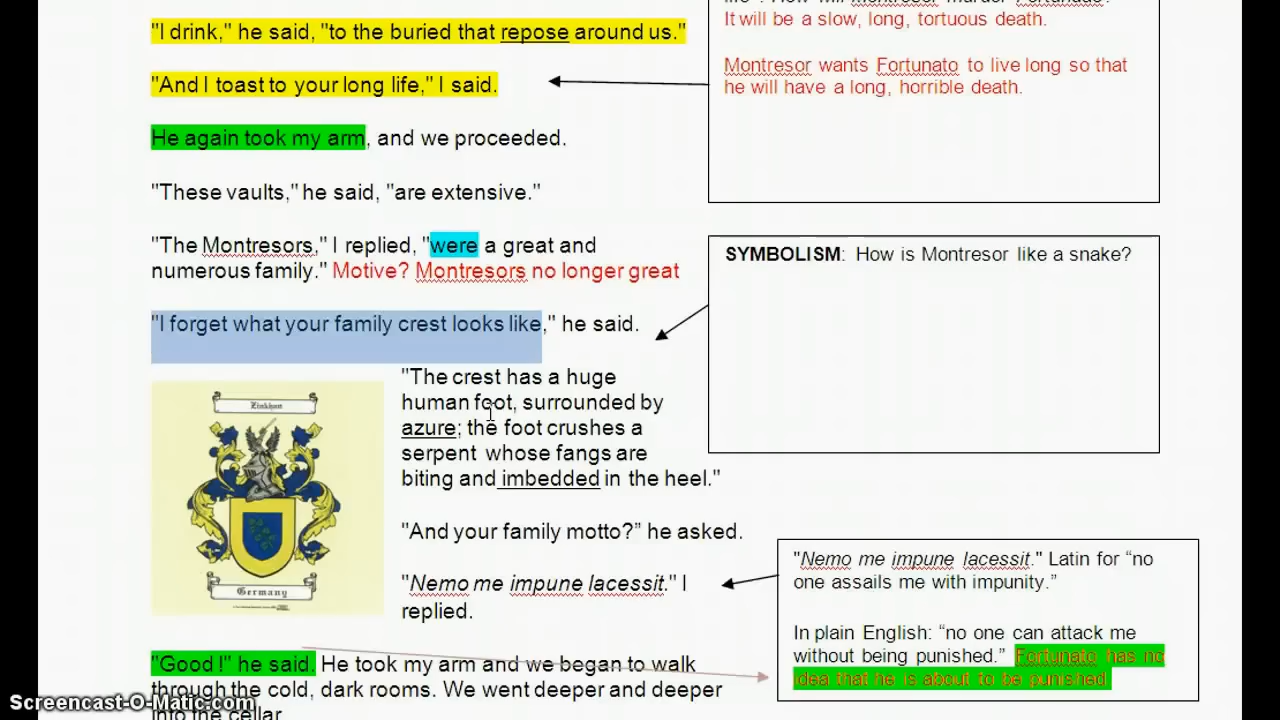 "I drink," he said, "to the buried that repose around us."
"And I toast to your long life," I said.
He again took my arm, and we proceeded.
"These vaults," he said, "are extensive."
"The Montresors," I replied, "were a great and
numerous family." Motive? Montresors no longer great
"I forget what your family crest looks like," he said.
"The crest has a huge
human foot, surrounded by
azure; the foot crushes a
serpent whose fangs are
biting and imbedded in the heel."
"And your family motto?" he asked.
"Nemo me impune lacessit." I
replied.
"Good !" he said. He took my arm and we began to walk
through the cold, dark rooms. We went deeper and deeper
into the cellar
It will be a slow, long, tortuous death.
Montresor wants Fortunato to live long so that
he will have a long, horrible death.
SYMBOLISM: How is Montresor like a snake?
"Nemo me impune lacessit." Latin for “no
one assails me with impunity.”
In plain English: “no one can attack me
without being punished.” Fortunato has no
idea that he is about to be punished.
Germany
Screencast-O-Matic.com